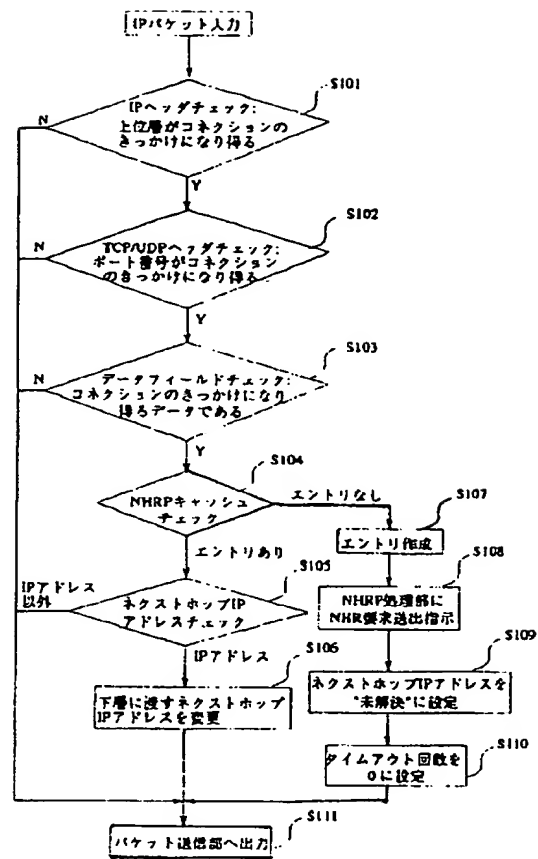 IPパケット入力
S101
N
IPヘッダチェック:
上位層がコネクションの
きっかけになり得る
Y
S102
N
TCP/UDPヘッダチェック:
ポート番号がコネクション
のきっかけになり得る
Y
S103
N
データフィールドチェック:
コネクションのきっかけになり
得るデータである
Y
S104
NHRPキャッシュ
チェック
エントリなし
S107
エントリ作成
エントリあり
S105
S108
IPアドレス
以外
ネクストホップIP
アドレスチェック
NHRP処理部に
NHR要求送出指示
IPアドレス
S106
S109
下層に渡すネクストホップ
IPアドレスを変更
ネクストホップIPアドレスを
"未解決"に設定
S110
タイムアウト回数を
0に設定
S111
パケット送信部へ出力